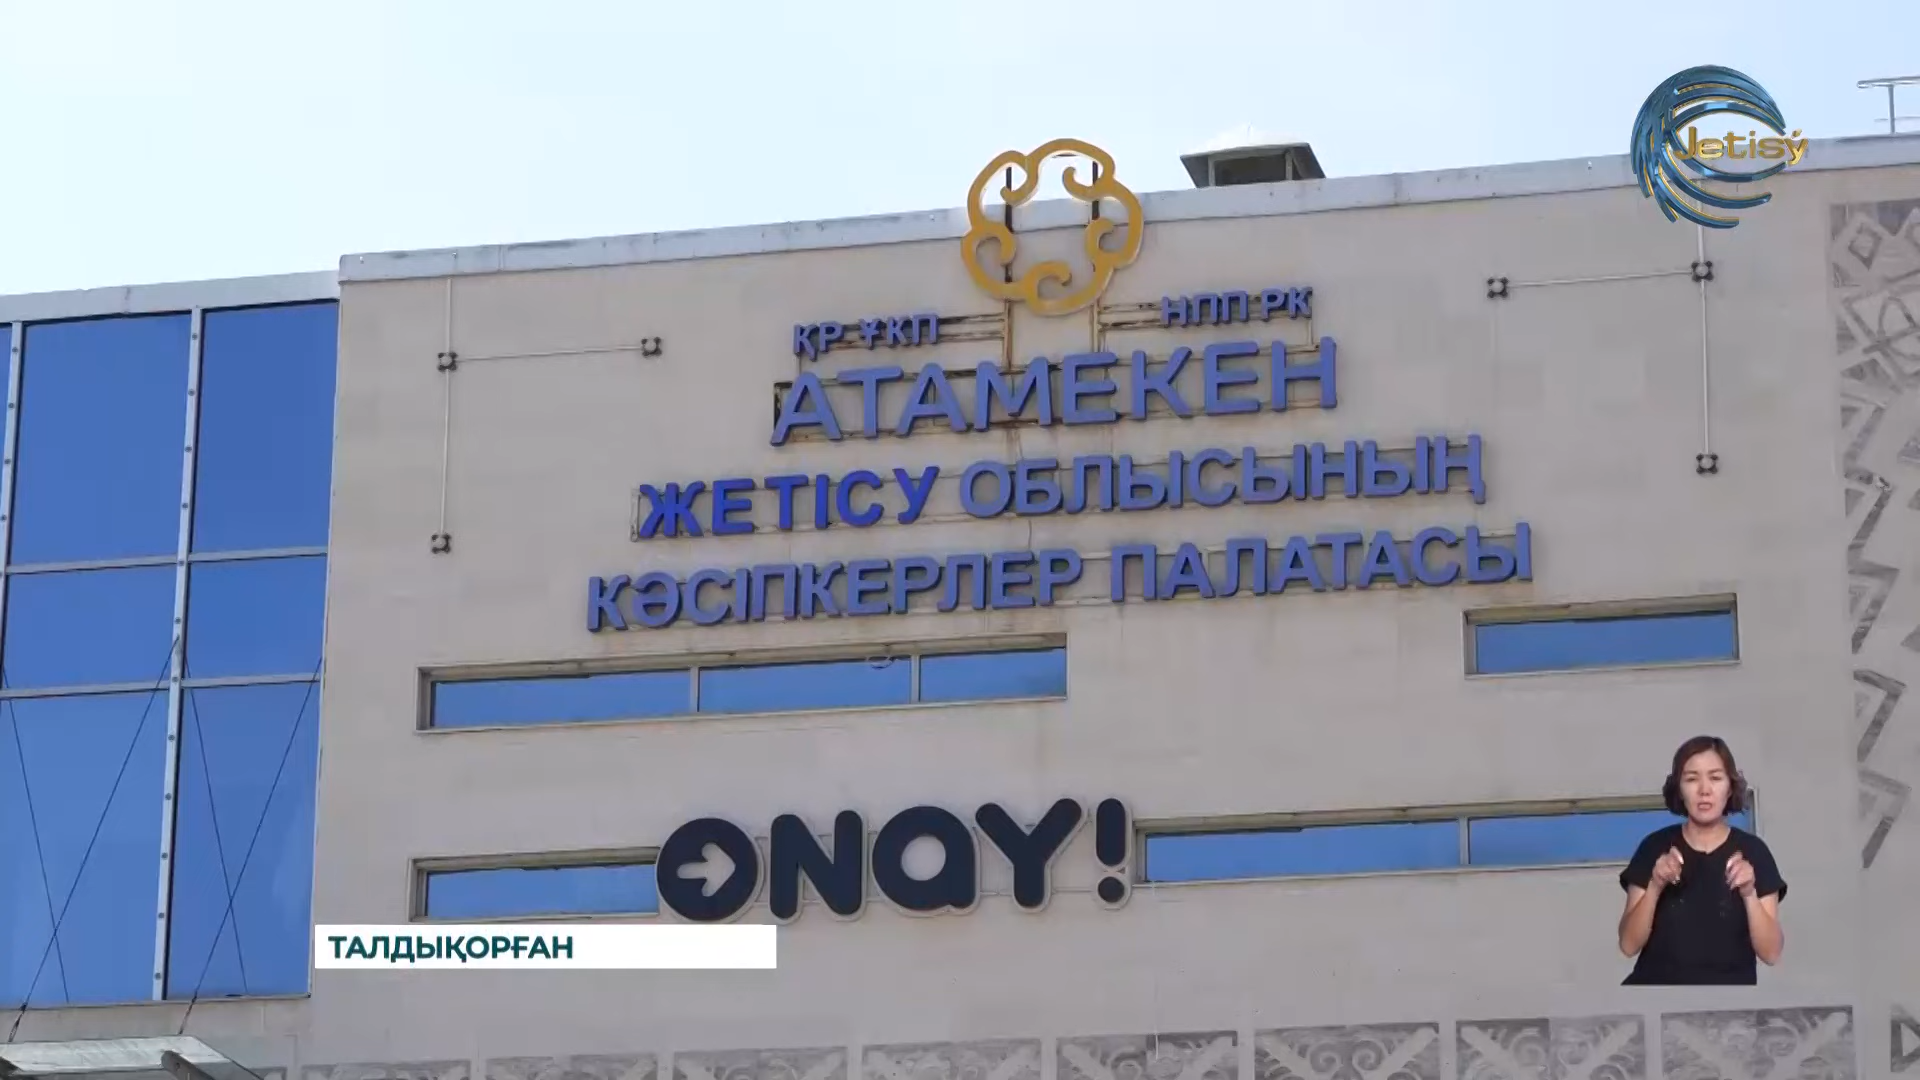 Jetisý
ҚР ҰКП
НПП РК
АТАМЕКЕН
ЖЕТІСУ ОБЛЫСЫНЫҢ
КӘСІПКЕРЛЕР ПАЛАТАСЫ
ONAY!
ТАЛДЫҚОРҒАН